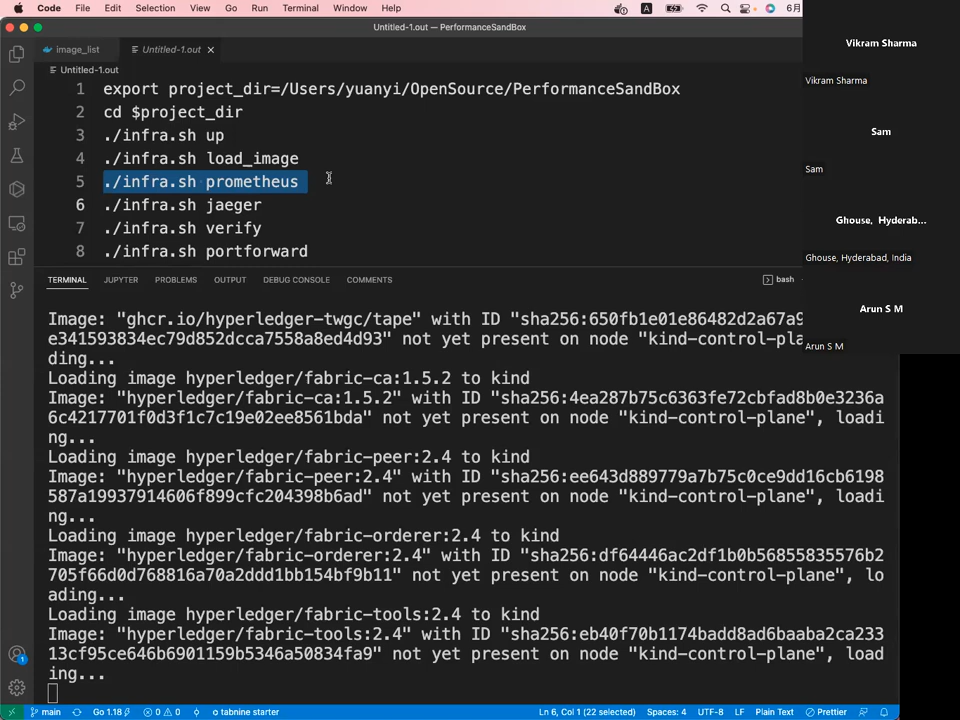 Code File Edit Selection View Go Run Terminal Window Help A 6月
Untitled-1.out — PerformanceSandBox
image_list Untitled-1.out ×
Untitled-1.out
1 export project_dir=/Users/yuanyi/OpenSource/PerformanceSandBox
2 cd $project_dir
3 ./infra.sh up
4 ./infra.sh load_image
5 ./infra.sh prometheus
6 ./infra.sh jaeger
7 ./infra.sh verify
8 ./infra.sh portforward
TERMINAL JUPYTER PROBLEMS OUTPUT DEBUG CONSOLE COMMENTS bash
Image: "ghcr.io/hyperledger-twgc/tape" with ID "sha256:650fb1e01e86482d2a67a9
e341593834ec79d852dcca7558a8ed4d93" not yet present on node "kind-control-pla
ding...
Loading image hyperledger/fabric-ca:1.5.2 to kind
Image: "hyperledger/fabric-ca:1.5.2" with ID "sha256:4ea287b75c6363fe72cbfad8b0e3236a
6c4217701f0d3f1c7c19e02ee8561bda" not yet present on node "kind-control-plane", loadi
ng...
Loading image hyperledger/fabric-peer:2.4 to kind
Image: "hyperledger/fabric-peer:2.4" with ID "sha256:ee643d889779a7b75c0ce9dd16cb6198
587a19937914606f899cfc204398b6ad" not yet present on node "kind-control-plane", loadi
ng...
Loading image hyperledger/fabric-orderer:2.4 to kind
Image: "hyperledger/fabric-orderer:2.4" with ID "sha256:df64446ac2df1b0b56855835576b2
705f66d0d768816a70a2ddd1bb154bf9b11" not yet present on node "kind-control-plane", lo
ading...
Loading image hyperledger/fabric-tools:2.4 to kind
Image: "hyperledger/fabric-tools:2.4" with ID "sha256:eb40f70b1174badd8ad6baaba2ca233
13cf95ce646b6901159b5346a50834fa9" not yet present on node "kind-control-plane", load
ing...
1 main Go 1.18 0 0 tabnine starter Ln 6, Col 1 (22 selected) Spaces: 4 UTF-8 LF Plain Text Prettier
Vikram Sharma
Vikram Sharma
Sam
Sam
Ghouse, Hyderab...
Ghouse, Hyderabad, India
Arun S M
Arun S M